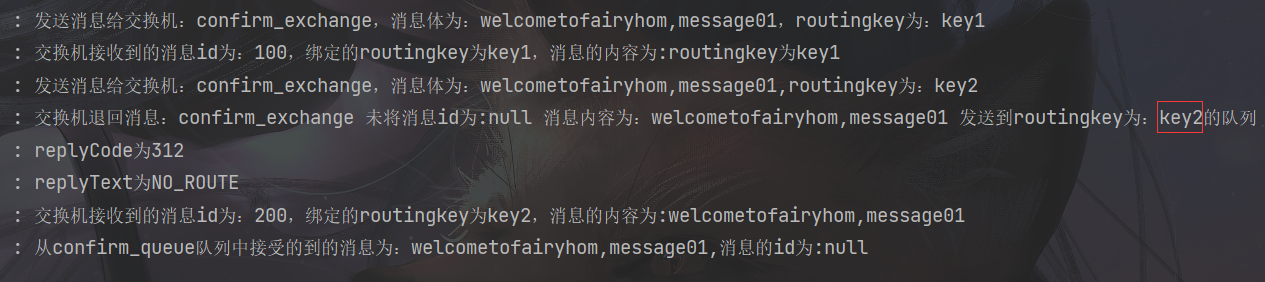 : 发送消息给交换机：confirm_exchange，消息体为：welcometofairyhom,message01，routingkey为：key1
: 交换机接收到的消息id为：100，绑定的routingkey为key1，消息的内容为:routingkey为key1
: 发送消息给交换机：confirm_exchange，消息体为：welcometofairyhom,message01,routingkey为：key2
: 交换机退回消息：confirm_exchange 未将消息id为:null 消息内容为：welcometofairyhom,message01 发送到routingkey为：key2的队列
: replyCode为312
: replyText为NO_ROUTE
: 交换机接收到的消息id为：200，绑定的routingkey为key2，消息的内容为:welcometofairyhom,message01
: 从confirm_queue队列中接受的到的消息为：welcometofairyhom,message01,消息的id为:null